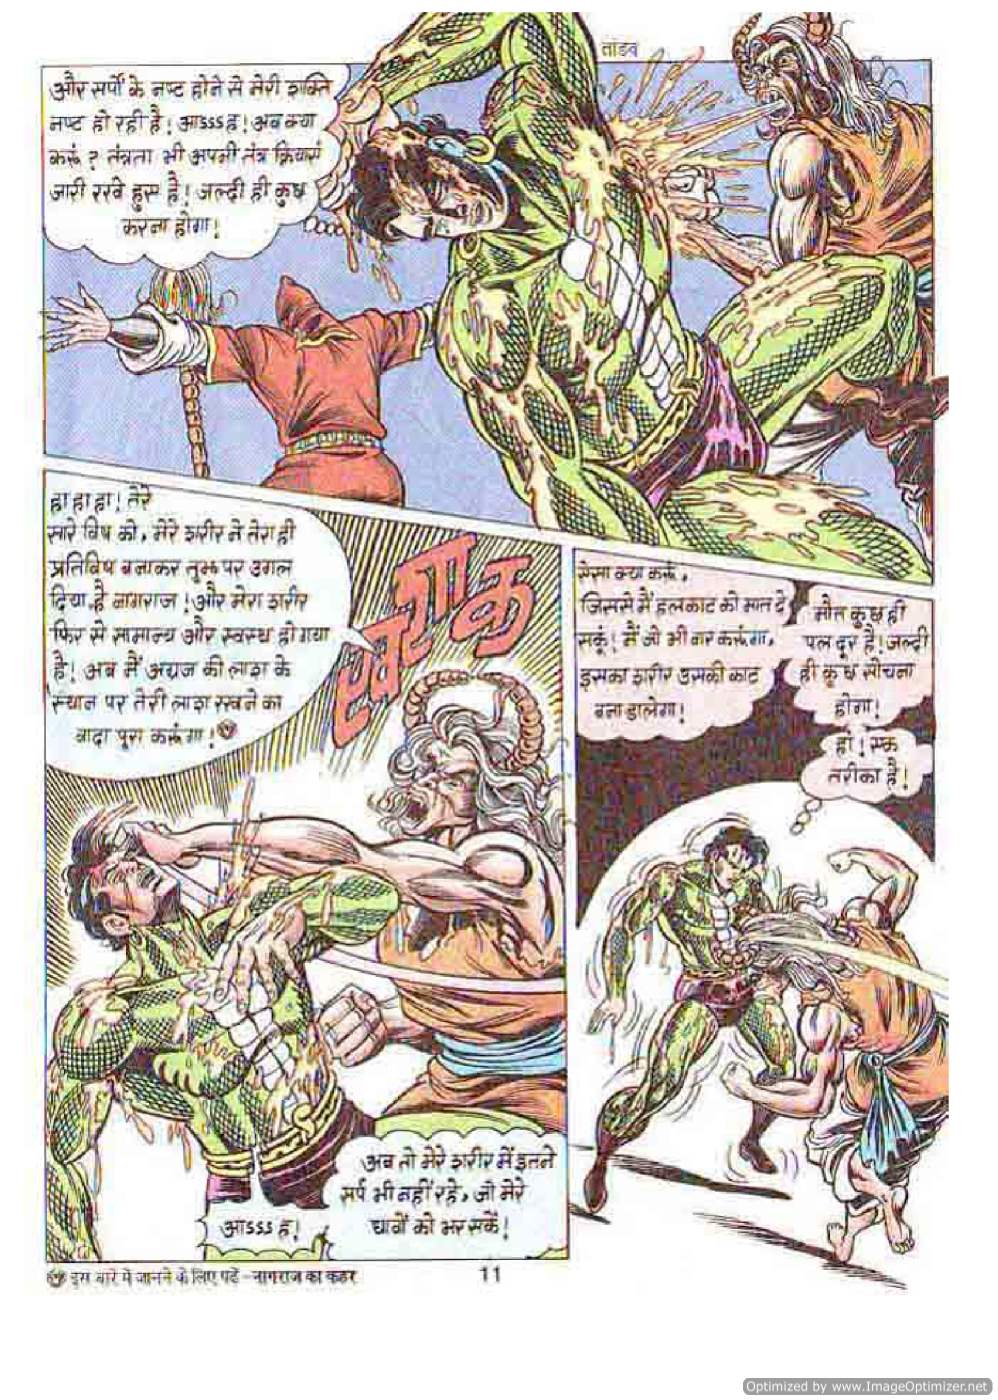 तांडव
और सर्पों के नष्ट होने से मेरी शक्ति
नष्ट हो रही है! आsssह! अब क्या
करूं? तंत्रता भी अपनी तंत्र क्रियाएं
जारी रखे हुए है! जल्दी ही कुछ
करना होगा!
हा हा हा! तेरे
सारे विष को, मेरे शरीर ने तेरा ही
प्रतिविष बनाकर तुझ पर उगल
दिया है नागराज! और मेरा शरीर
फिर से सामान्य और स्वस्थ हो गया
है! अब मैं अग्रज की लाश के
स्थान पर तेरी लाश रखने का
वादा पूरा करूंगा!
आsssह!
अब तो मेरे शरीर में इतने
सर्प भी नहीं रहे, जो मेरे
घावों को भर सकें!
ऐसा क्या करूं,
जिससे मैं हलकाट को मात दे
सकूं! मैं जो भी वार करूंगा,
इसका शरीर उसकी काट
बना डालेगा!
मौत कुछ ही
पल दूर है! जल्दी
ही कुछ सोचना
होगा!
हां! एक
तरीका है!
इस बारे में जानने के लिए पढ़ें - नागराज का कहर
11
Optimized by www.ImageOptimizer.net